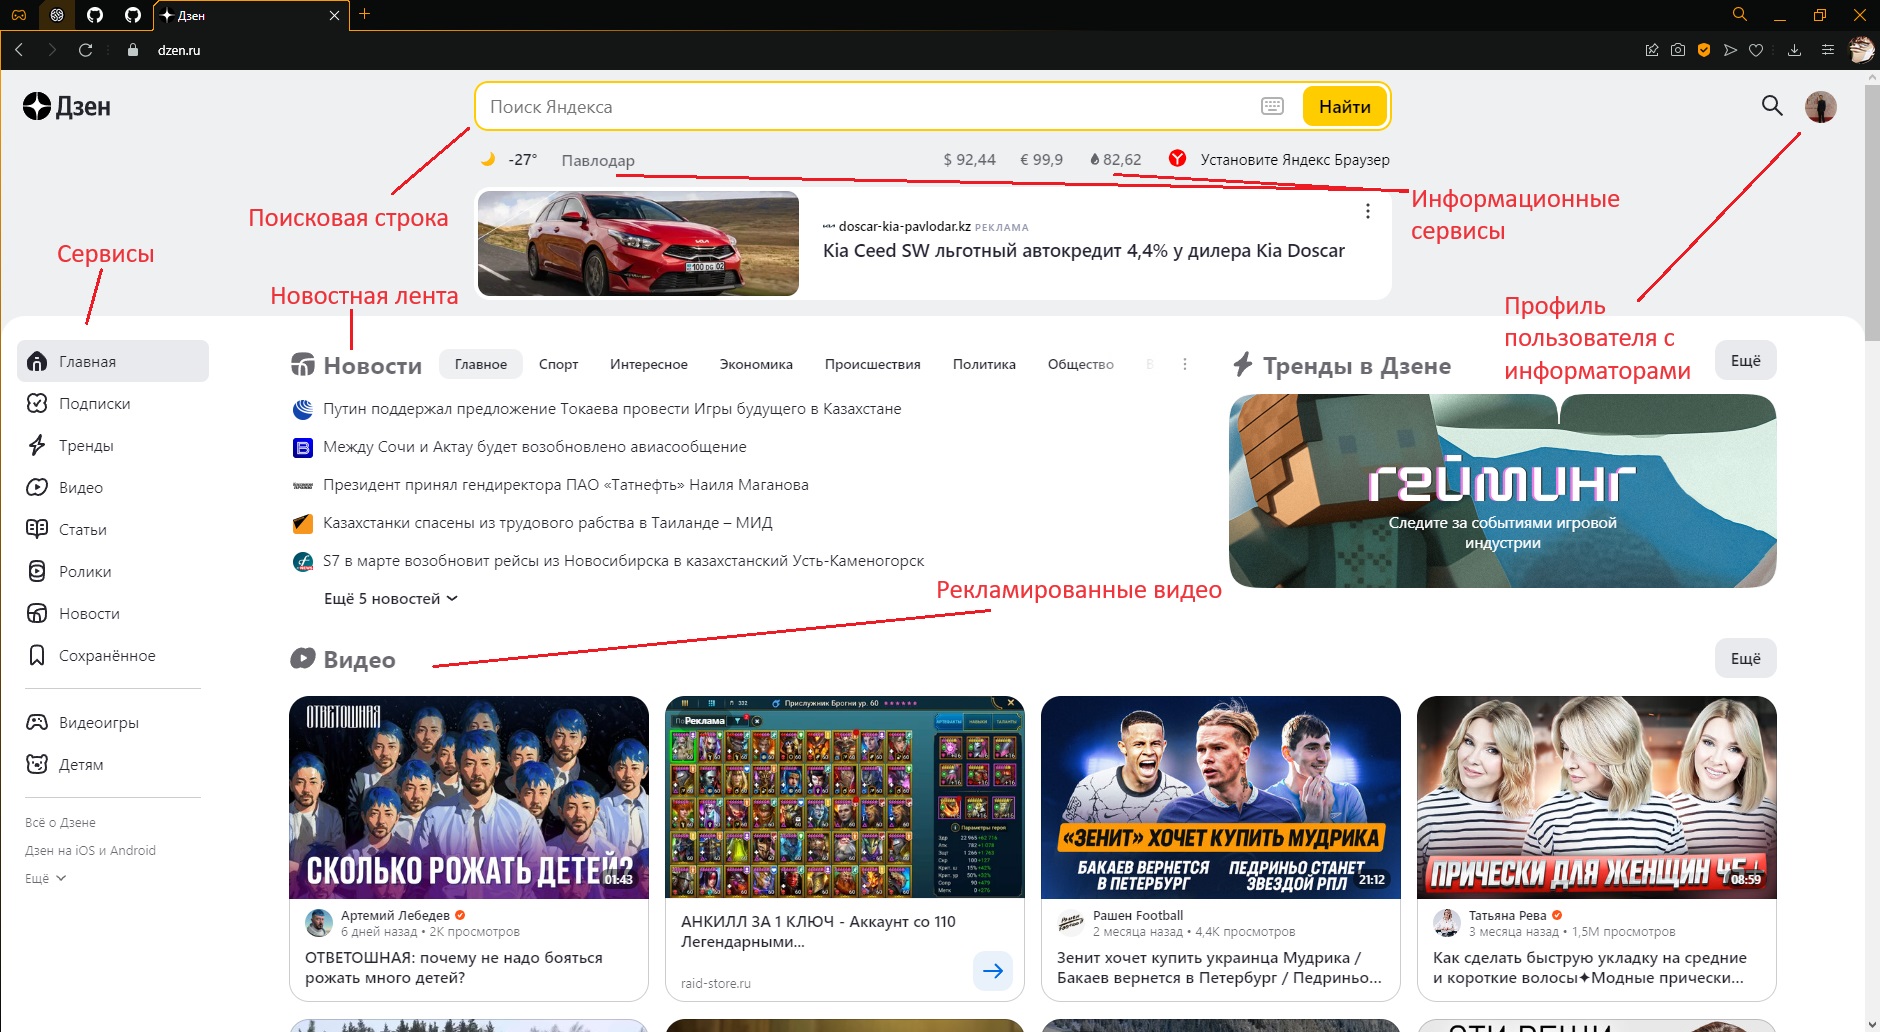 Дзен
dzen.ru
Дзен
Поиск Яндекса
Найти
-27°
Павлодар
$ 92,44
€ 99,9
82,62
Установите Яндекс Браузер
Поисковая строка
Информационные
сервисы
doscar-kia-pavlodar.kz РЕКЛАМА
Kia Ceed SW льготный автокредит 4,4% у дилера Kia Doscar
Сервисы
Новостная лента
Профиль
пользователя с
информаторами
Главная
Подписки
Тренды
Видео
Статьи
Ролики
Новости
Сохранённое
Видеоигры
Детям
Всё о Дзене
Дзен на iOS и Android
Ещё
Новости
Главное
Спорт
Интересное
Экономика
Происшествия
Политика
Общество
В
Путин поддержал предложение Токаева провести Игры будущего в Казахстане
Между Сочи и Актау будет возобновлено авиасообщение
Президент принял гендиректора ПАО «Татнефть» Наиля Маганова
Казахстанки спасены из трудового рабства в Таиланде – МИД
S7 в марте возобновит рейсы из Новосибирска в казахстанский Усть-Каменогорск
Ещё 5 новостей
Тренды в Дзене
Ещё
гейминг
Следите за событиями игровой
индустрии
Рекламированные видео
Видео
Ещё
ОТВЕТОШНАЯ
СКОЛЬКО РОЖАТЬ ДЕТЕЙ?
01:43
Артемий Лебедев
6 дней назад • 2K просмотров
ОТВЕТОШНАЯ: почему не надо бояться
рожать много детей?
Реклама
Прислужник Брогни ур. 60
АНКИЛЛ ЗА 1 КЛЮЧ - Аккаунт со 110
Легендарными...
raid-store.ru
«ЗЕНИТ» ХОЧЕТ КУПИТЬ МУДРИКА
БАКАЕВ ВЕРНЕТСЯ
В ПЕТЕРБУРГ
ПЕДРИНЬО СТАНЕТ
ЗВЕЗДОЙ РПЛ
21:12
Рашен Football
2 месяца назад • 4,4K просмотров
Зенит хочет купить украинца Мудрика /
Бакаев вернется в Петербург / Педриньо...
ПРИЧЕСКИ ДЛЯ ЖЕНЩИН 45+
08:59
Татьяна Рева
3 месяца назад • 1,5M просмотров
Как сделать быструю укладку на средние
и короткие волосы✦Модные прически...